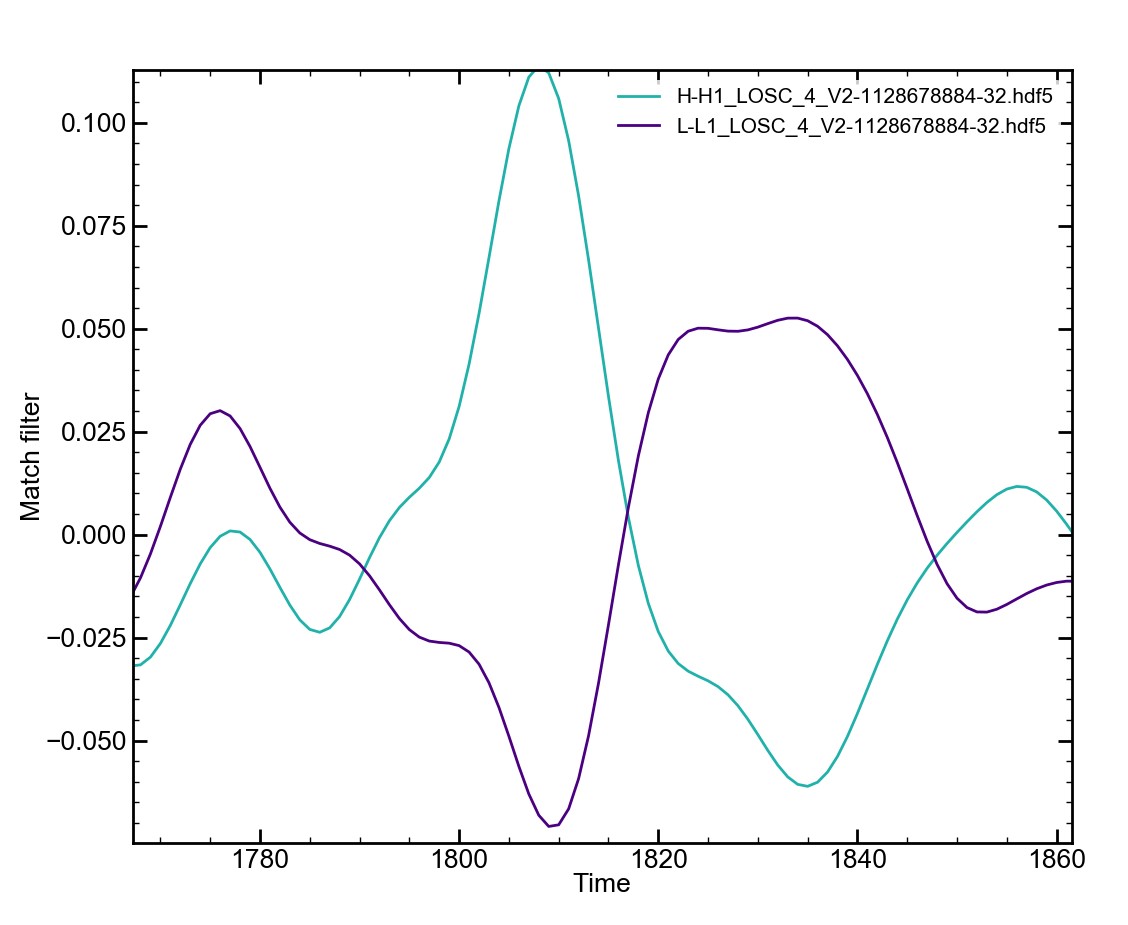 H-H1_LOSC_4_V2-1128678884-32.hdf5
L-L1_LOSC_4_V2-1128678884-32.hdf5
0.100
0.075
0.050
0.025
0.000
−0.025
−0.050
Match filter
1780 1800 1820 1840 1860
Time